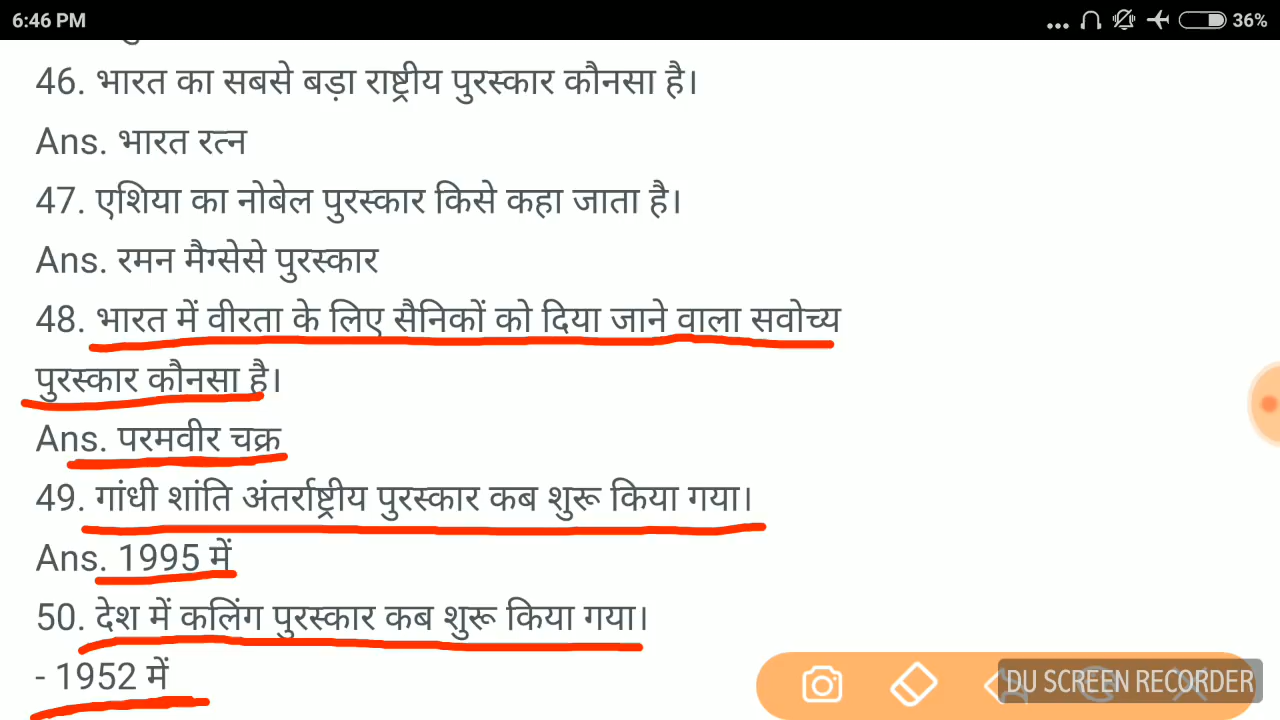 6:46 PM
36%
46. भारत का सबसे बड़ा राष्ट्रीय पुरस्कार कौनसा है।
Ans. भारत रत्न
47. एशिया का नोबेल पुरस्कार किसे कहा जाता है।
Ans. रमन मैग्सेसे पुरस्कार
48. भारत में वीरता के लिए सैनिकों को दिया जाने वाला सवोच्य
पुरस्कार कौनसा है।
Ans. परमवीर चक्र
49. गांधी शांति अंतर्राष्ट्रीय पुरस्कार कब शुरू किया गया।
Ans. 1995 में
50. देश में कलिंग पुरस्कार कब शुरू किया गया।
- 1952 में
DU SCREEN RECORDER